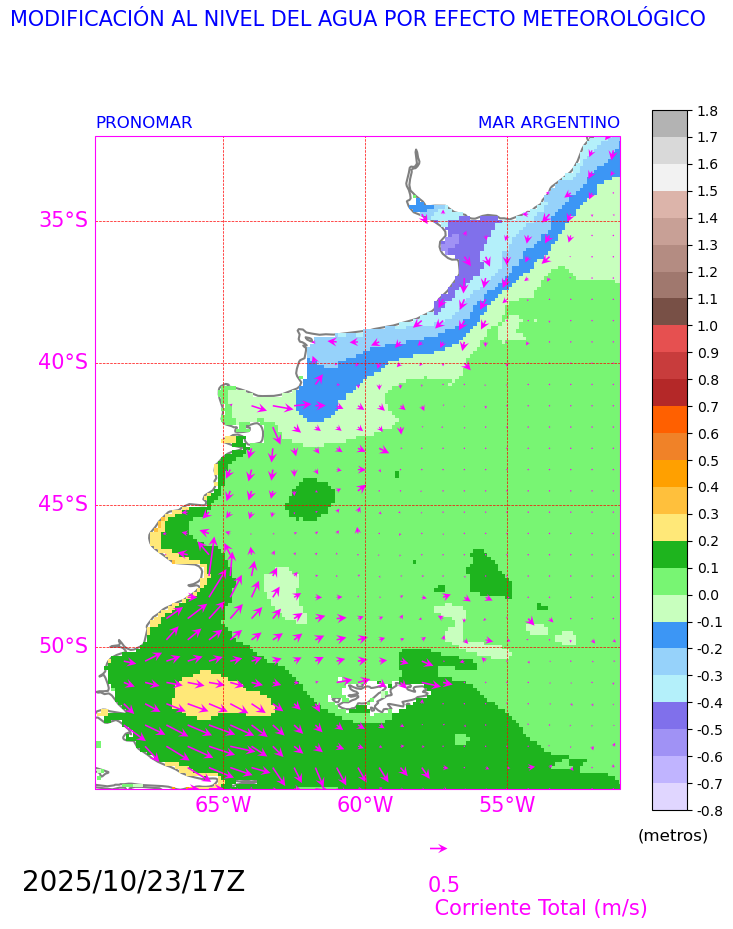 MODIFICACIÓN AL NIVEL DEL AGUA POR EFECTO METEOROLÓGICO
PRONOMAR MAR ARGENTINO
35°S
40°S
45°S
50°S
65°W 60°W 55°W
1.8
1.7
1.6
1.5
1.4
1.3
1.2
1.1
1.0
0.9
0.8
0.7
0.6
0.5
0.4
0.3
0.2
0.1
0.0
-0.1
-0.2
-0.3
-0.4
-0.5
-0.6
-0.7
-0.8
(metros)
2025/10/23/17Z
0.5
Corriente Total (m/s)